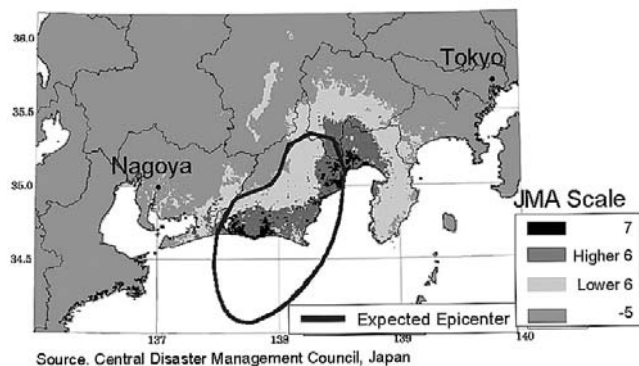 36.0
Tokyo
35.5
Nagoya
35.0
JMA Scale
7
Higher 6
34.5
Lower 6
Expected Epicenter
-5
137
138
139
140
Source. Central Disaster Management Council, Japan